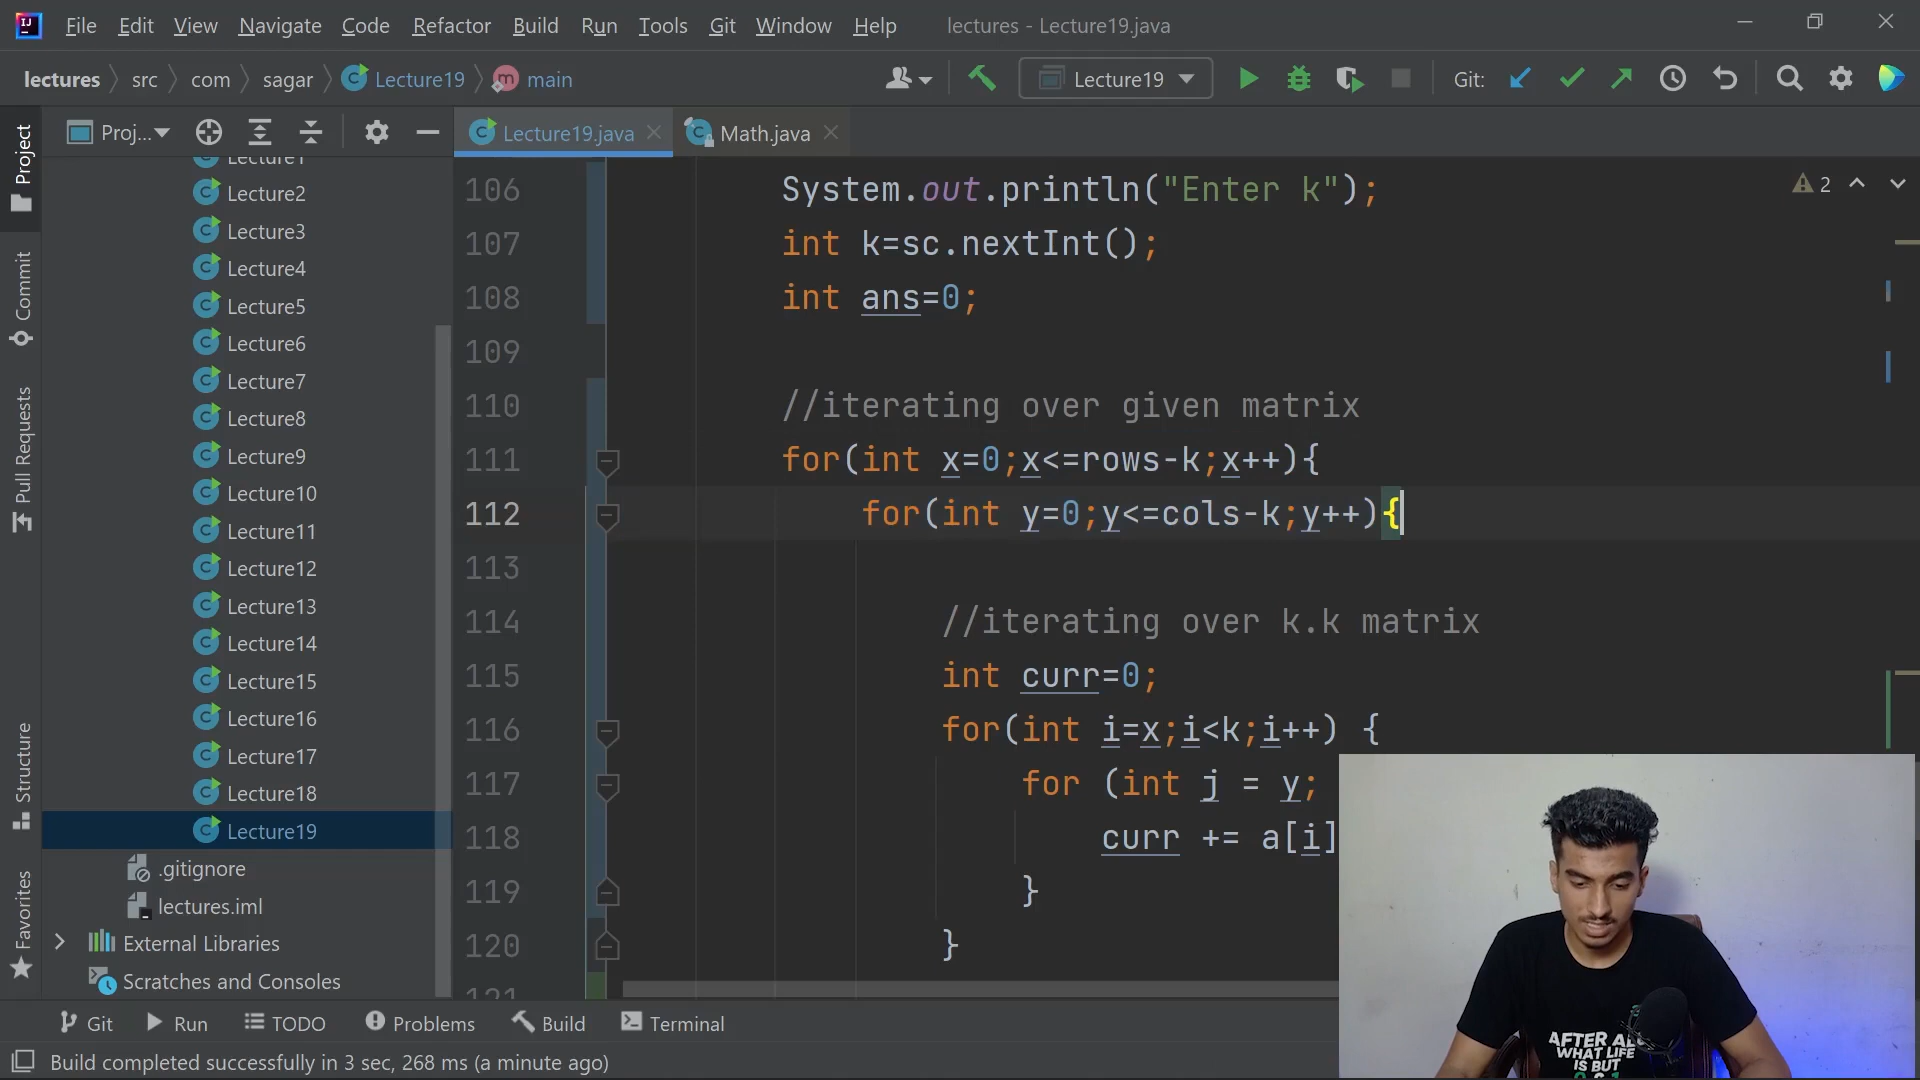 File Edit View Navigate Code Refactor Build Run Tools Git Window Help lectures - Lecture19.java
lectures src com sagar Lecture19 main Lecture19 Git:
Proj...
Lecture19.java
Math.java
Project
Commit
Pull Requests
Structure
Favorites
Lecture1
Lecture2
Lecture3
Lecture4
Lecture5
Lecture6
Lecture7
Lecture8
Lecture9
Lecture10
Lecture11
Lecture12
Lecture13
Lecture14
Lecture15
Lecture16
Lecture17
Lecture18
Lecture19
.gitignore
lectures.iml
External Libraries
Scratches and Consoles
106 System.out.println("Enter k");
107 int k=sc.nextInt();
108 int ans=0;
109
110 //iterating over given matrix
111 for(int x=0;x<=rows-k;x++){
112 for(int y=0;y<=cols-k;y++){
113
114 //iterating over k.k matrix
115 int curr=0;
116 for(int i=x;i<k;i++) {
117 for (int j = y;
118 curr += a[i]
119 }
120 }
121
2
AFTER AL
WHAT LIFE
IS BUT
Git Run TODO Problems Build Terminal
Build completed successfully in 3 sec, 268 ms (a minute ago)